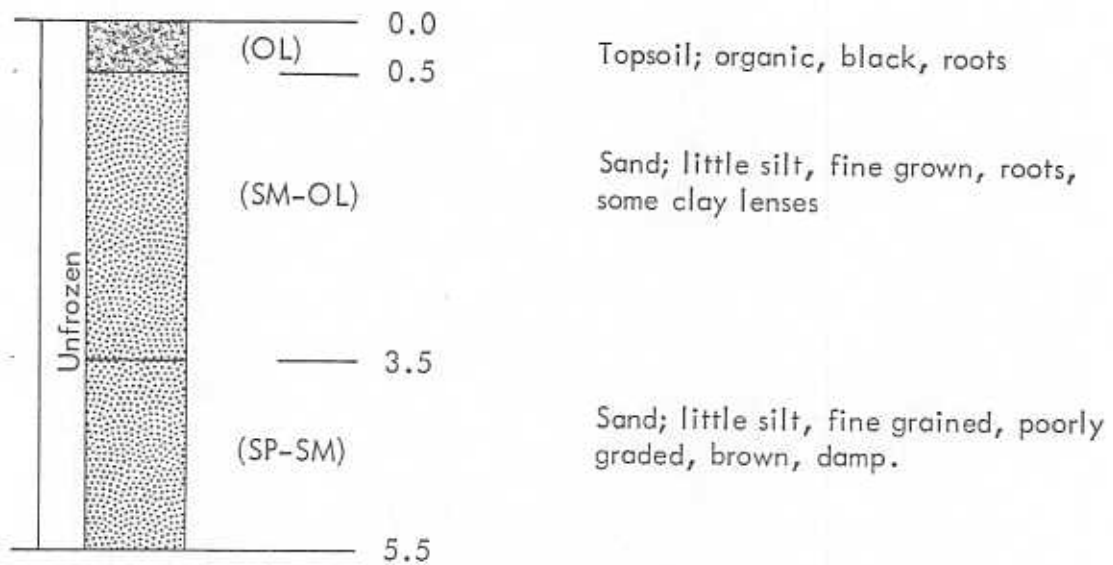 0.0
(OL)
Topsoil; organic, black, roots
0.5
Sand; little silt, fine grown, roots,
some clay lenses
(SM-OL)
Unfrozen
3.5
Sand; little silt, fine grained, poorly
graded, brown, damp.
(SP-SM)
5.5